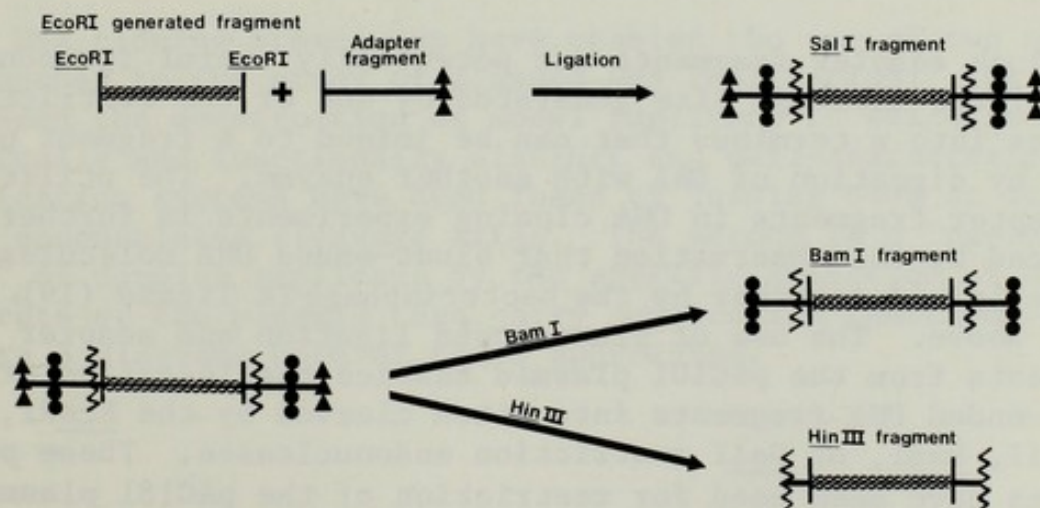 EcoRI generated fragment
EcoRI EcoRI
+
Adapter
fragment
Ligation
Sal I fragment
Bam I
Bam I fragment
Hin III
Hin III fragment